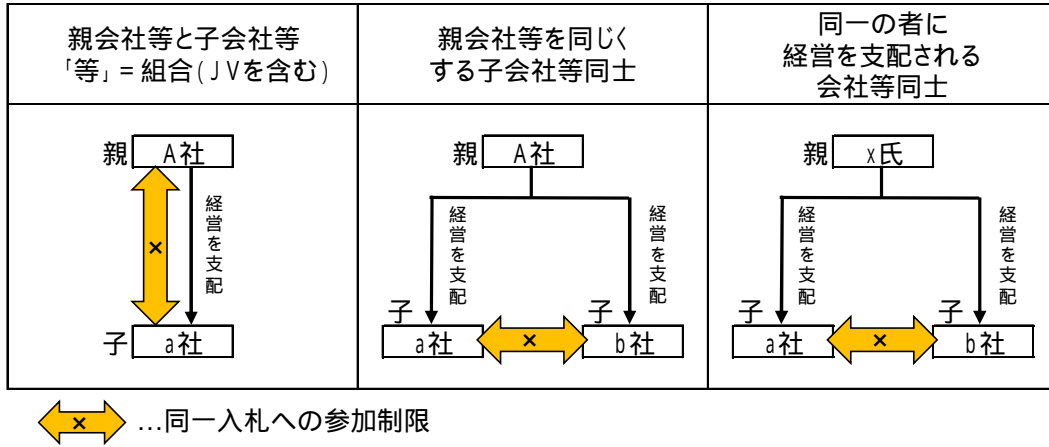 親会社等と子会社等
「等」=組合(JVを含む)
親会社等を同じく
する子会社等同士
同一の者に
経営を支配される
会社等同士
親 A社
×
経営を支配
子 a社
親 A社
経営を支配
経営を支配
子
子
a社 × b社
親 x氏
経営を支配
経営を支配
子
子
a社 × b社
× …同一入札への参加制限